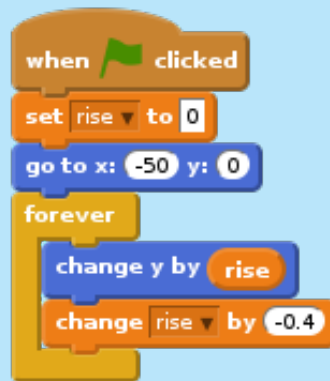 when clicked
set rise to 0
go to x: -50 y: 0
forever
change y by rise
change rise by -0.4